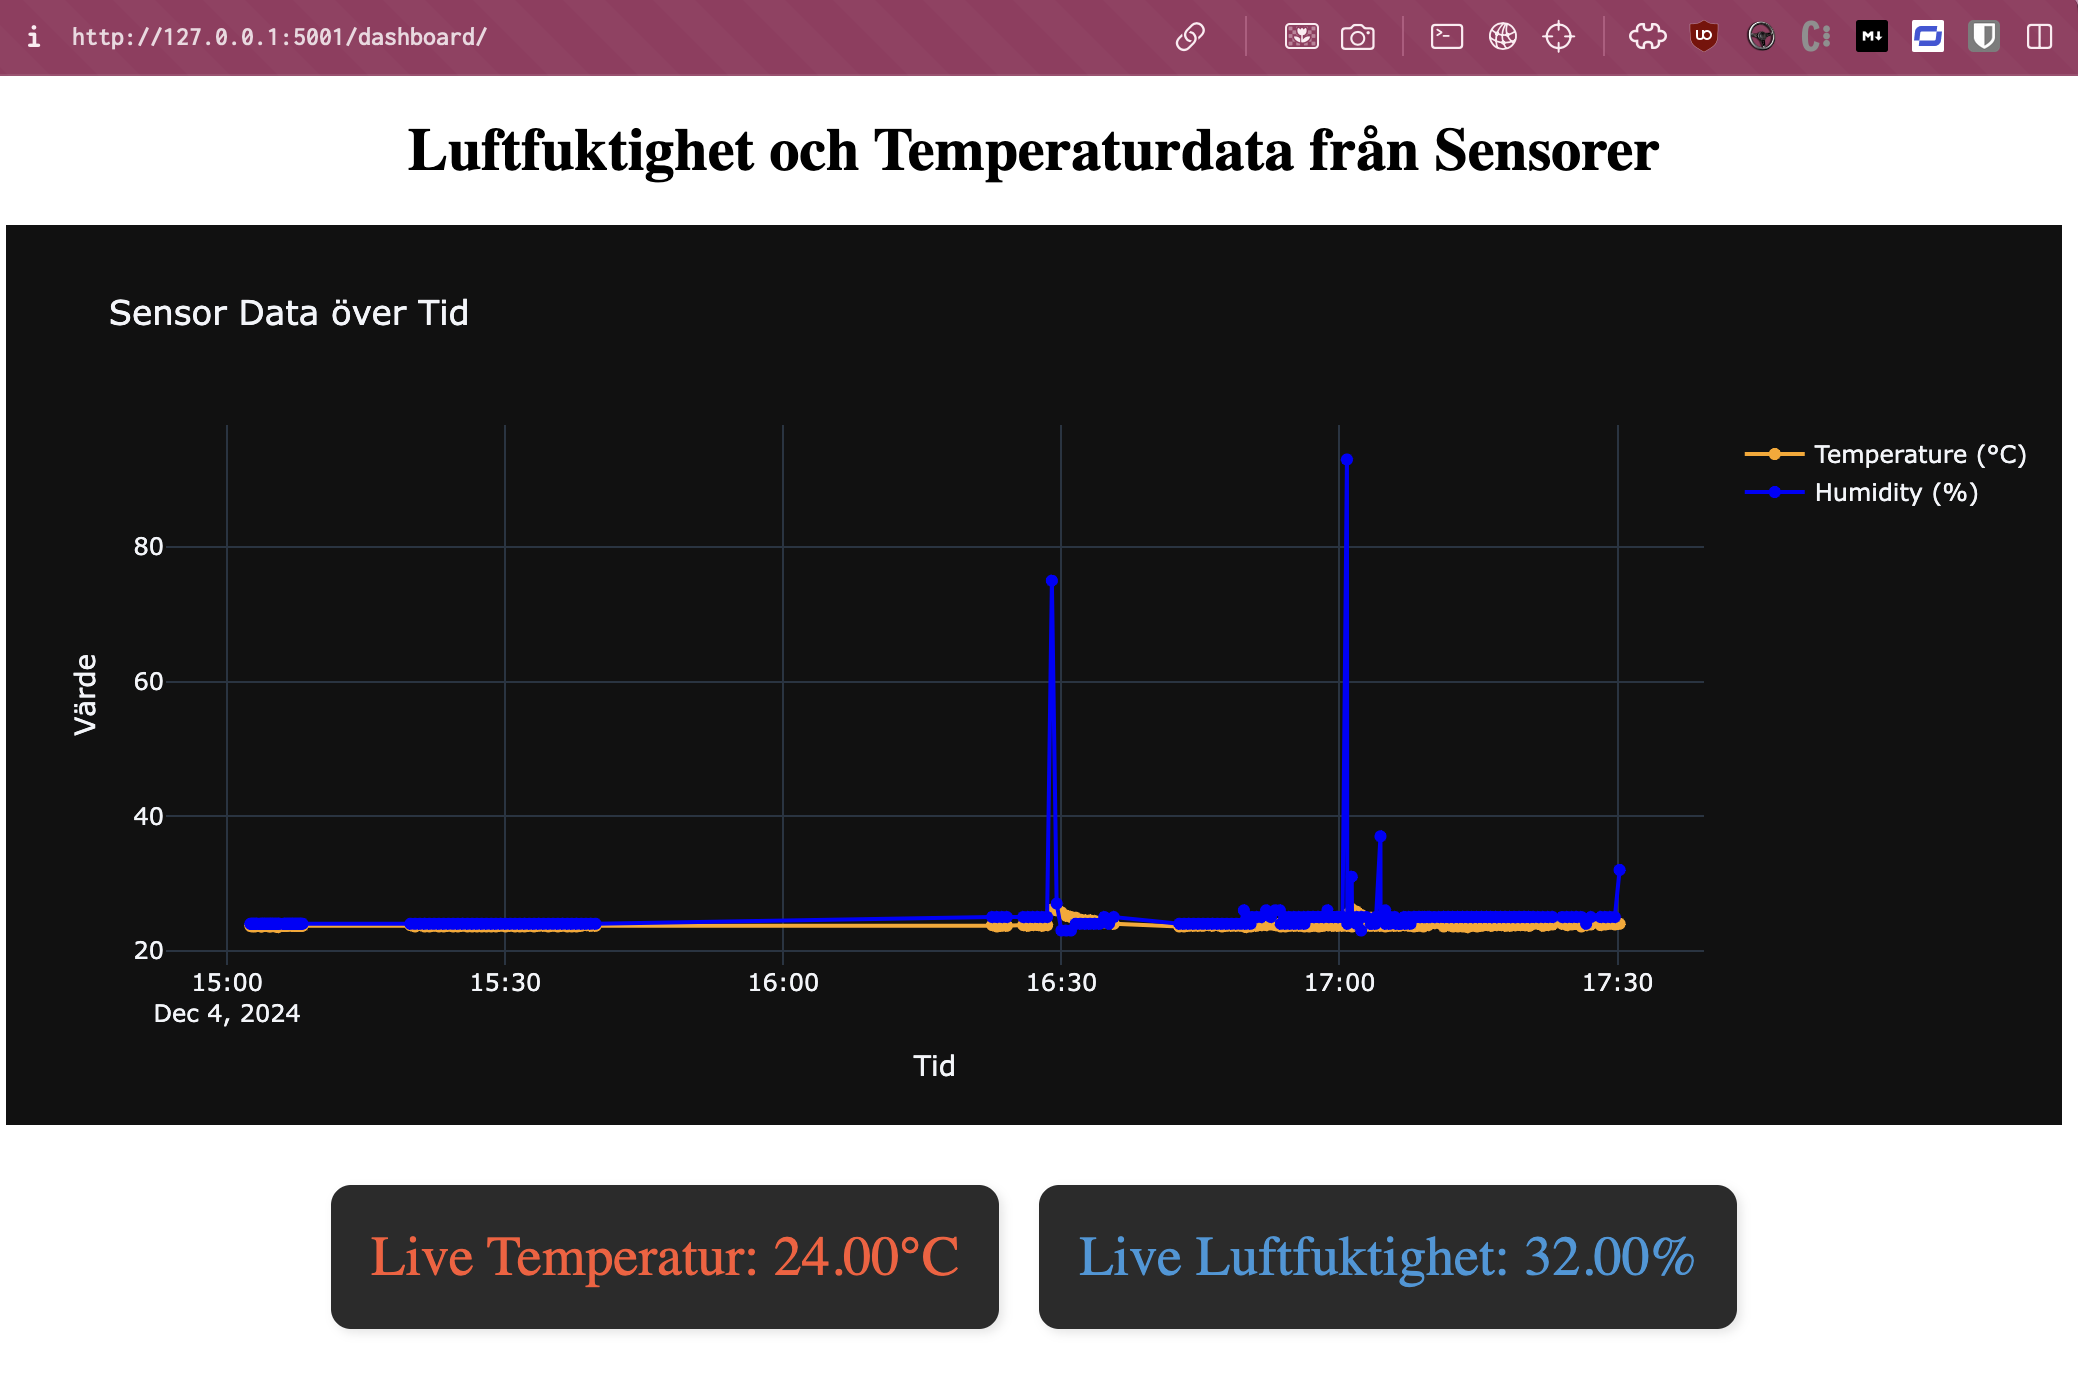 http://127.0.0.1:5001/dashboard/
Luftfuktighet och Temperaturdata från Sensorer
Sensor Data över Tid
Temperature (°C)
Humidity (%)
80
60
40
20
Värde
15:00 15:30 16:00 16:30 17:00 17:30
Dec 4, 2024
Tid
Live Temperatur: 24.00°C
Live Luftfuktighet: 32.00%